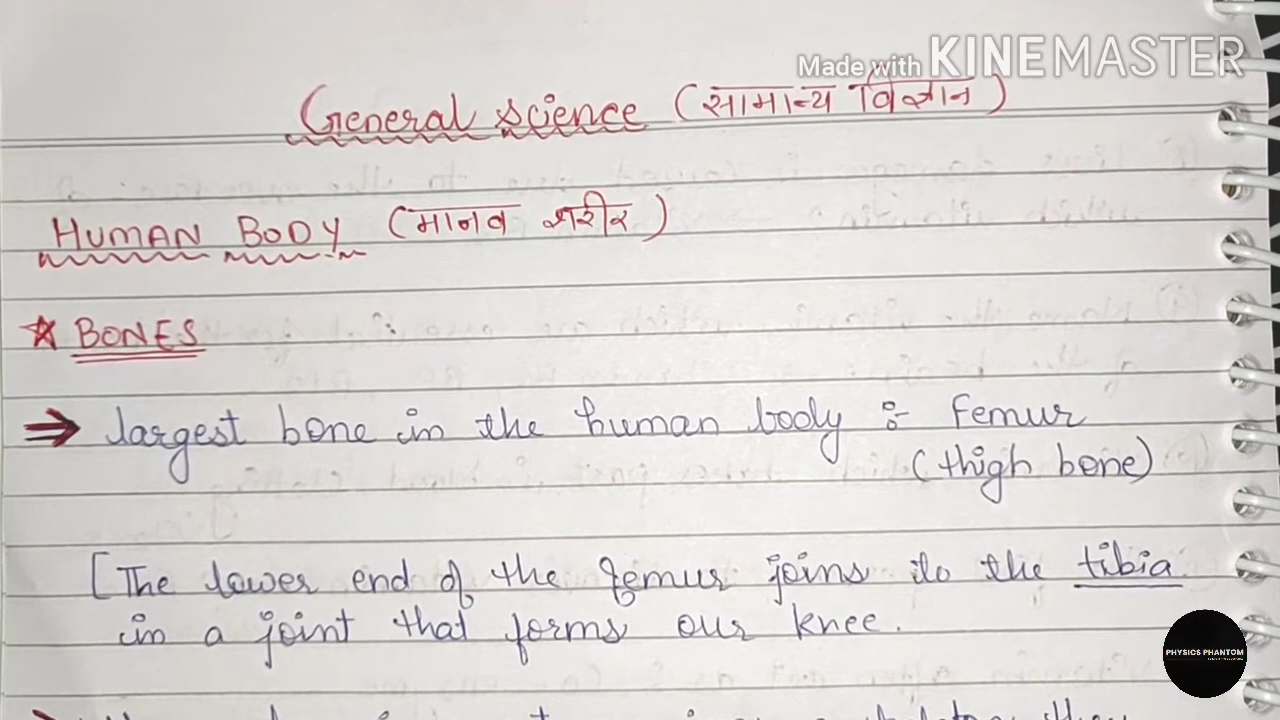 Made with KINEMASTER
General science (सामान्य विज्ञान)
HUMAN BODY (मानव शरीर)
BONES
largest bone in the human body :- Femur
(thigh bone)
[The lower end of the femur joins to the tibia
in a joint that forms our knee.
PHYSICS PHANTOM